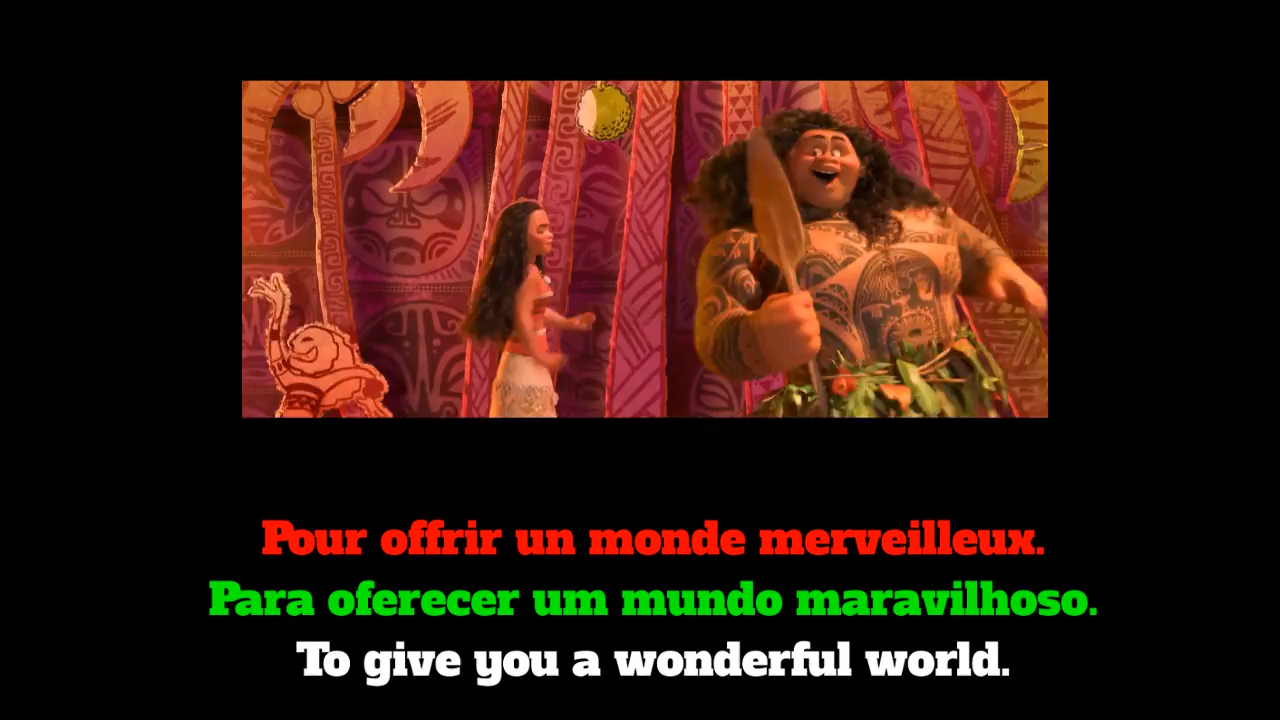 Pour offrir un monde merveilleux.
Para oferecer um mundo maravilhoso.
To give you a wonderful world.